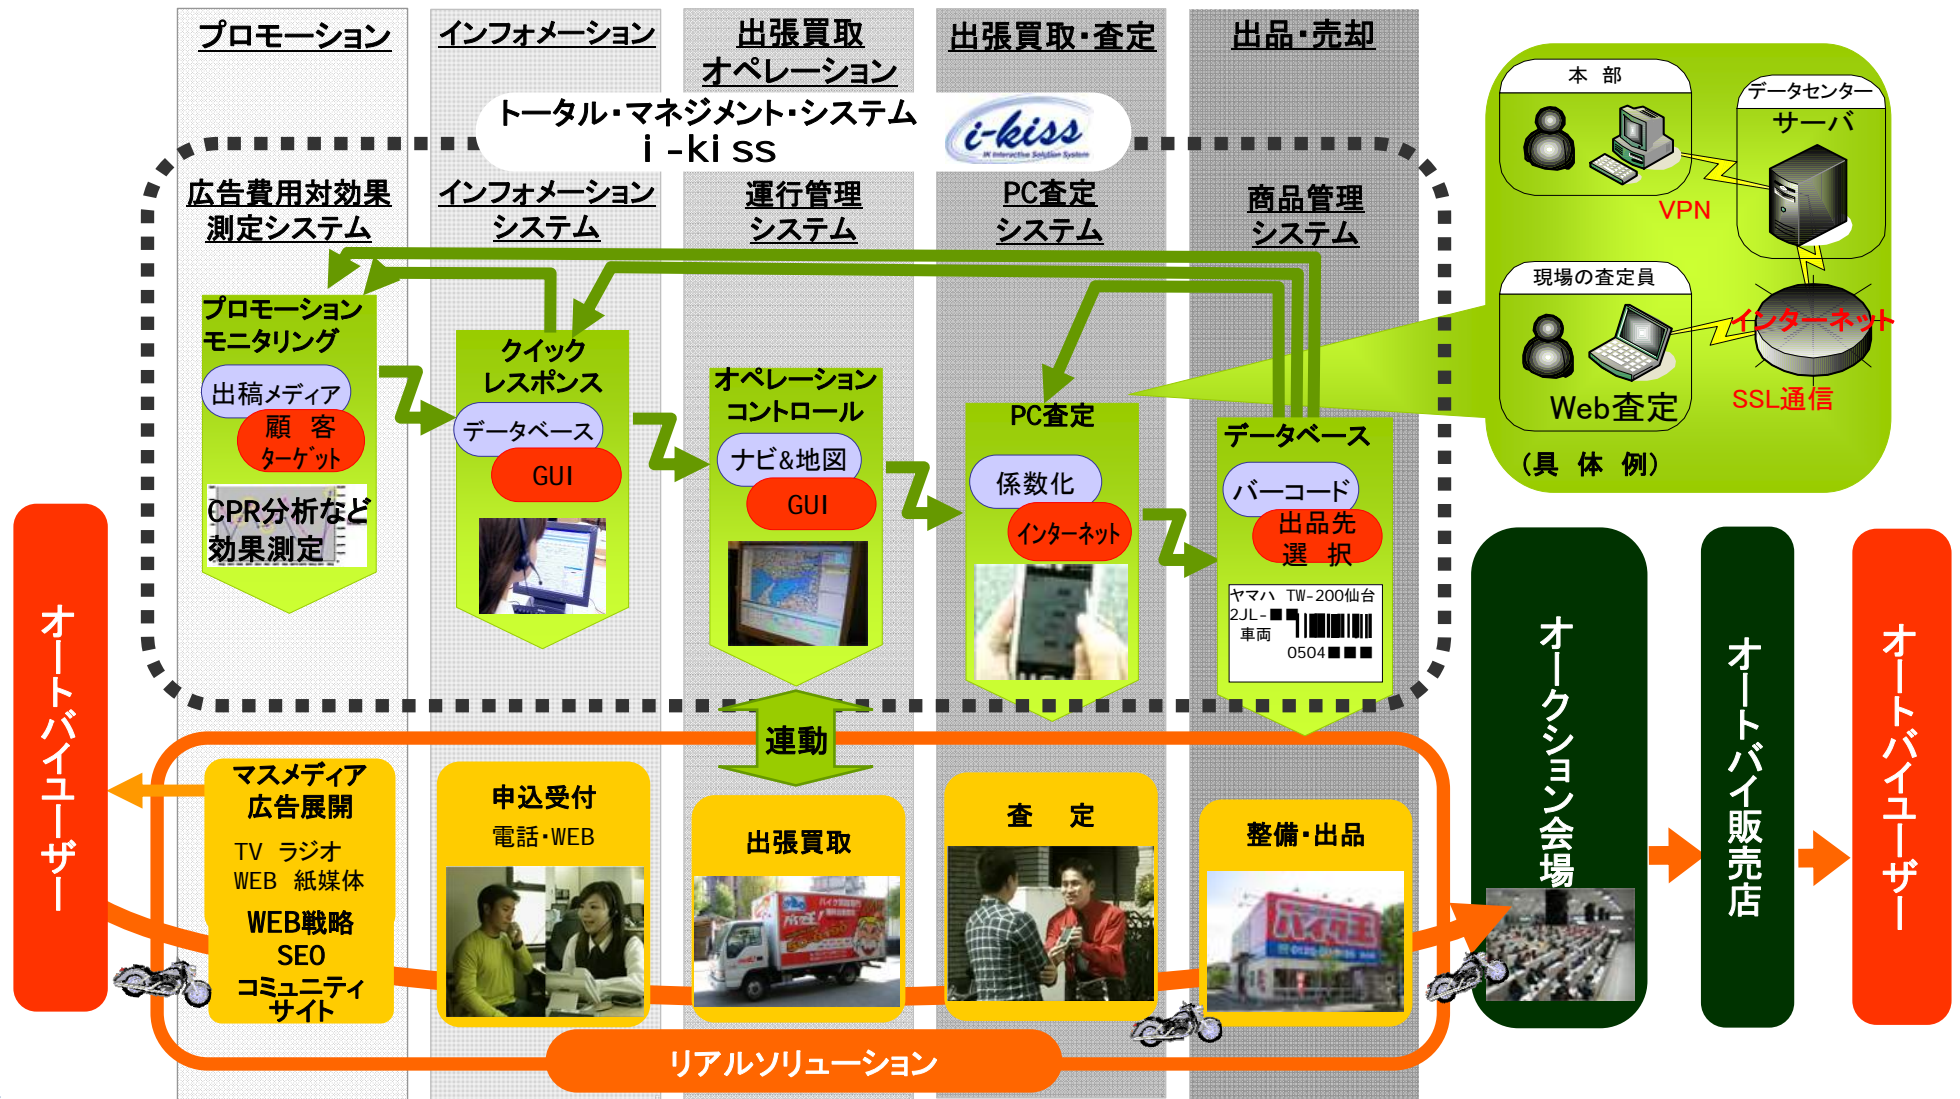 プロモーション
インフォメーション
出張買取
オペレーション
出張買取・査定
出品・売却
トータル・マネジメント・システム
i-kiss
i-kiss
IK Interactive Solution System
広告費用対効果
測定システム
インフォメーション
システム
運行管理
システム
PC査定
システム
商品管理
システム
プロモーション
モニタリング
出稿メディア
顧 客
ターゲット
CPR分析など
効果測定
クイック
レスポンス
データベース
GUI
オペレーション
コントロール
ナビ&地図
GUI
PC査定
係数化
インターネット
データベース
バーコード
出品先
選 択
ヤマハ TW-200仙台
2JL-■■
車両
0504■■■
本 部
データセンター
サーバ
VPN
現場の査定員
インターネット
Web査定
SSL通信
(具 体 例)
連動
オートバイユーザー
マスメディア
広告展開
TV ラジオ
WEB 紙媒体
WEB戦略
SEO
コミュニティ
サイト
申込受付
電話・WEB
出張買取
査 定
整備・出品
バイク王
リアルソリューション
オークション会場
オートバイ販売店
オートバイユーザー